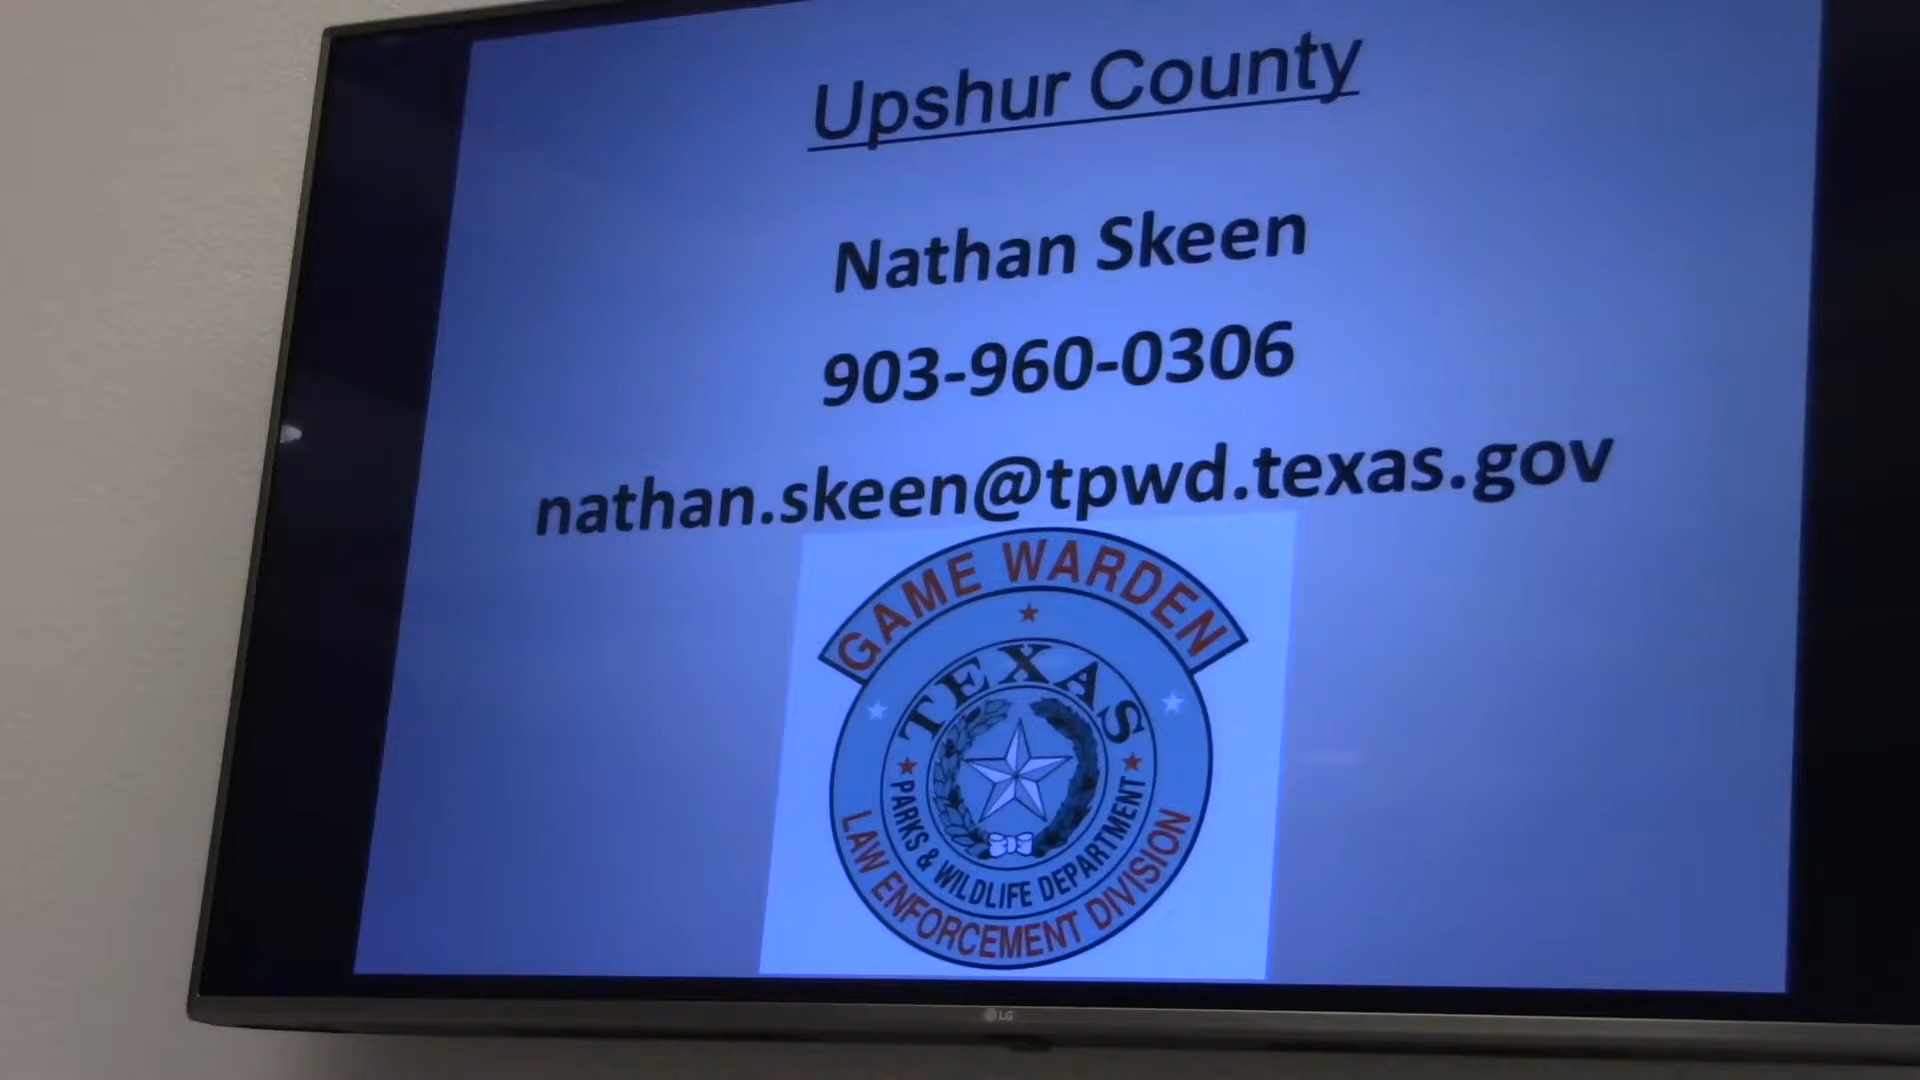 Upshur County
Nathan Skeen
903-960-0306
nathan.skeen@tpwd.texas.gov
GAME WARDEN
TEXAS
PARKS & WILDLIFE DEPARTMENT
LAW ENFORCEMENT DIVISION
LG